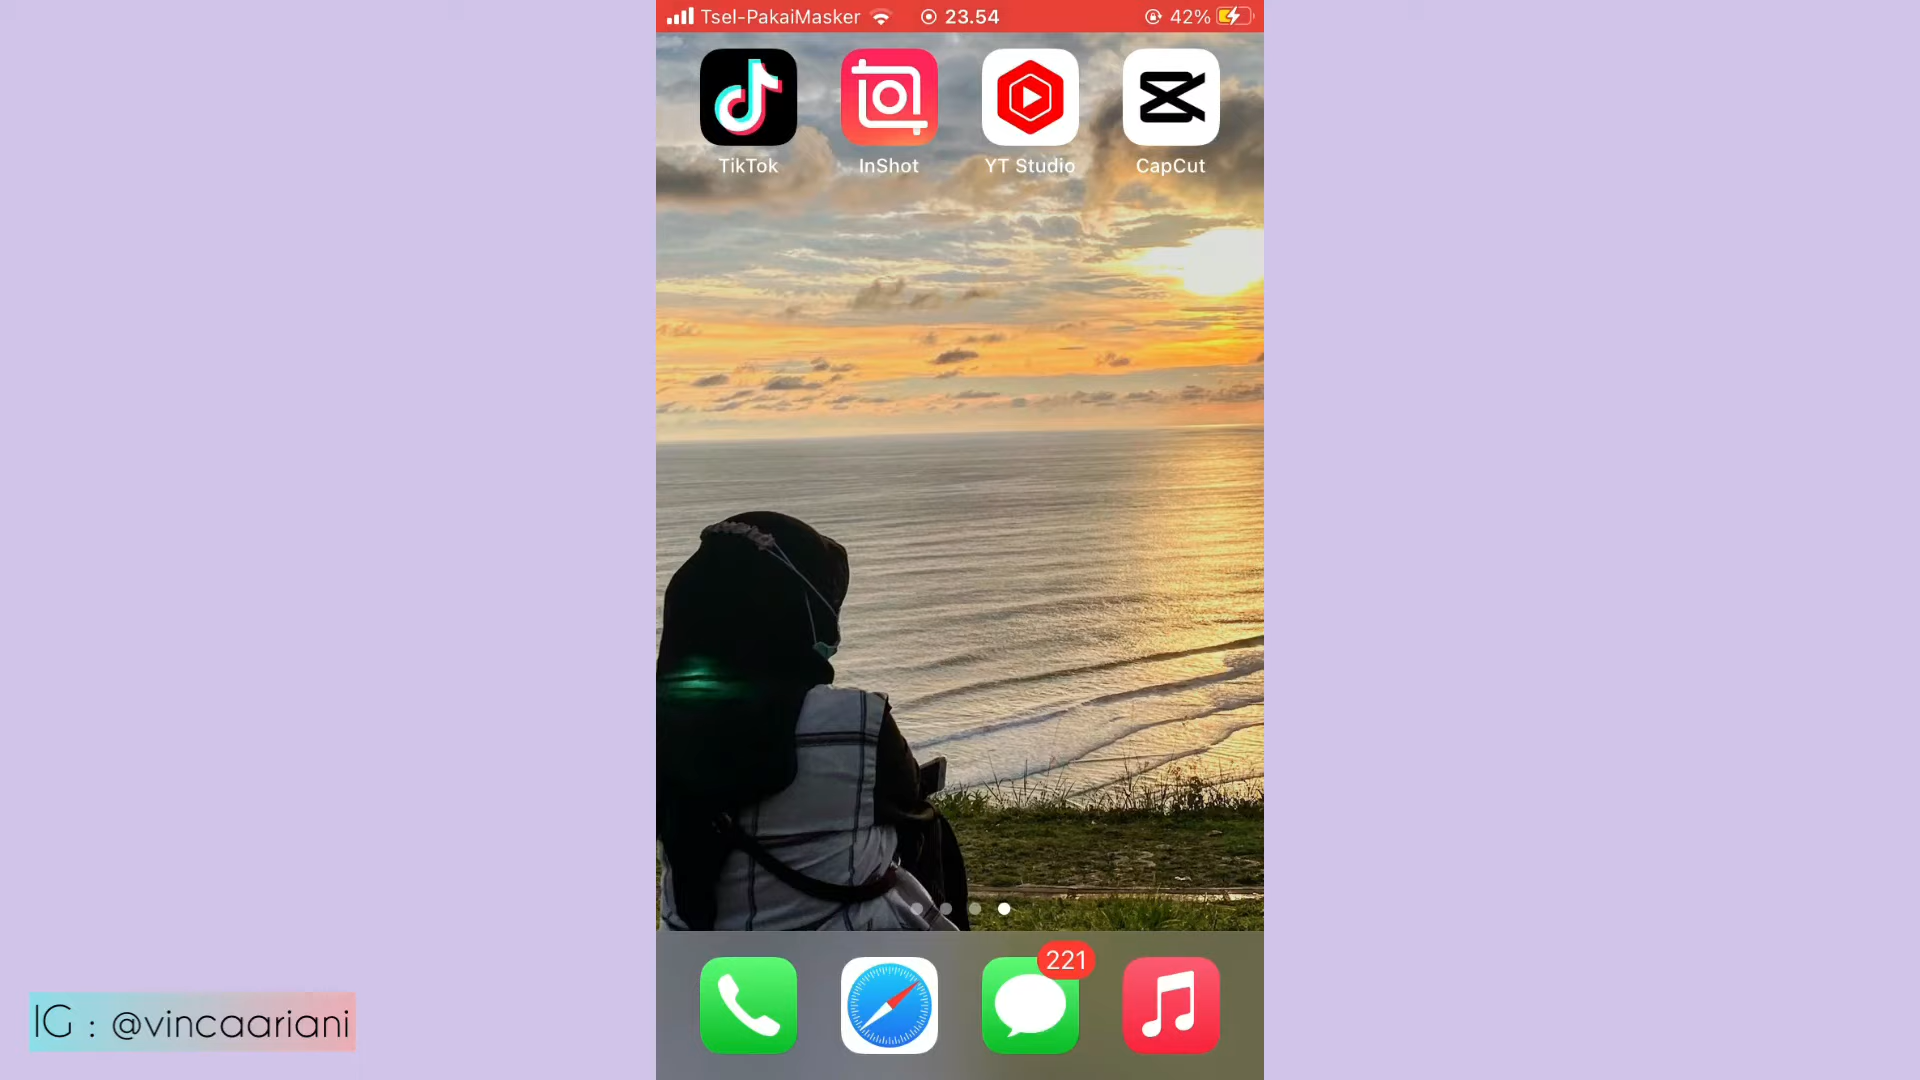 Tsel-PakaiMasker 23.54 42%
TikTok InShot YT Studio CapCut
221
IG : @vincaariani